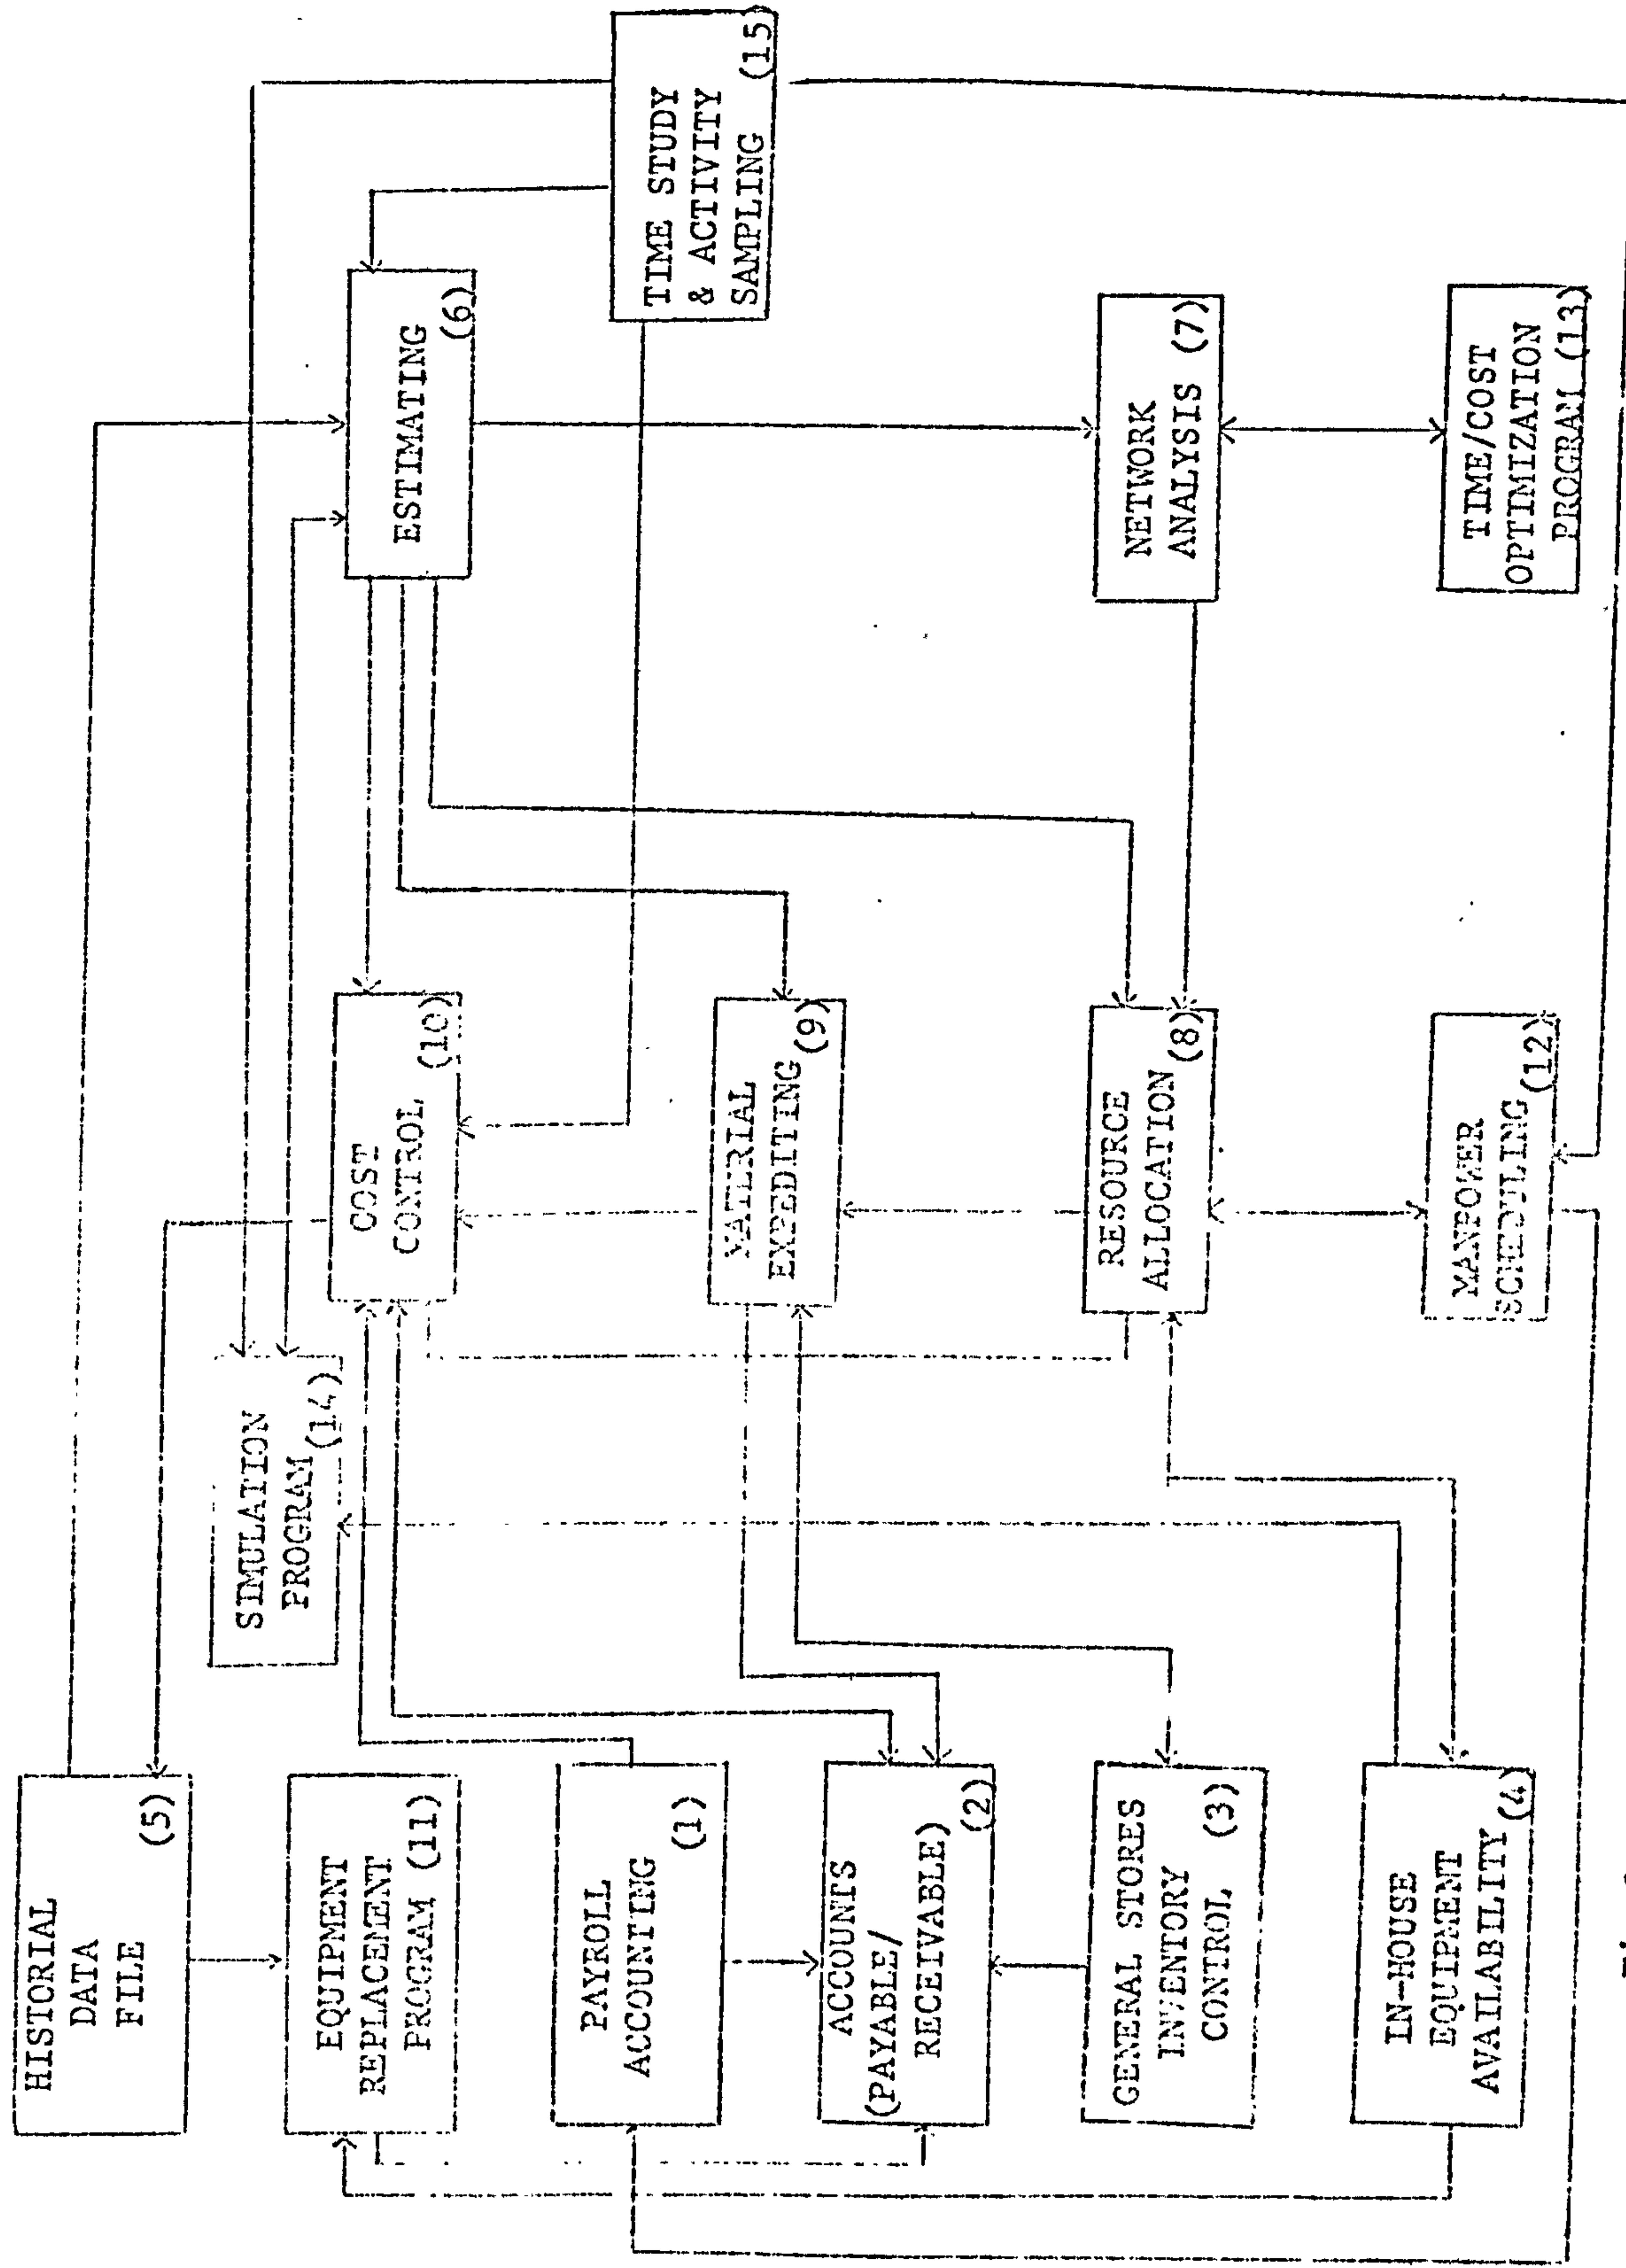 HISTORIAL
DATA
FILE
(5)
EQUIPMENT
REPLACEMENT
PROGRAM (11)
PAYROLL
ACCOUNTING
(1)
ACCOUNTS
(PAYABLE/
RECEIVABLE)
(2)
GENERAL STORES
INVENTORY
CONTROL (3)
IN-HOUSE
EQUIPMENT
AVAILABILITY
(4)
SIMULATION
PROGRAM
(14)
COST
CONTROL
(10)
MATERIAL
EXPEDITING
(9)
RESOURCE
ALLOCATION
(8)
MANPOWER
SCHEDULING
(12)
ESTIMATING
(6)
NETWORK
ANALYSIS (7)
TIME/COST
OPTIMIZATION
PROGRAM (13)
TIME STUDY
& ACTIVITY
SAMPLING (15)